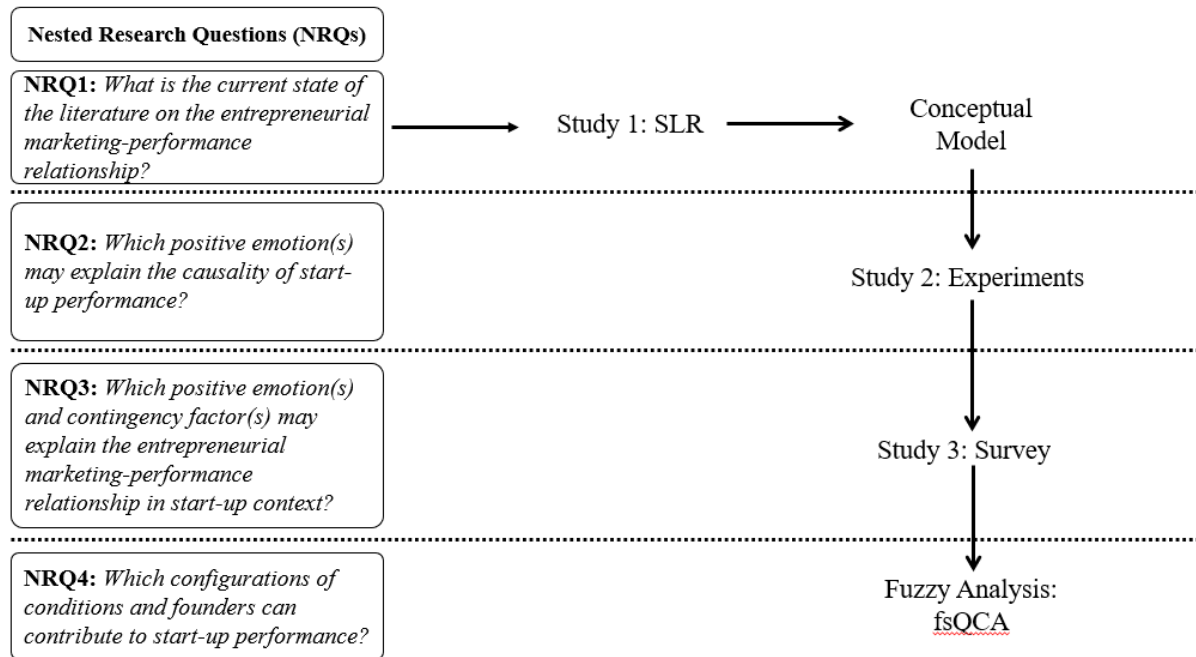 Nested Research Questions (NRQs)
NRQ1: What is the current state of
the literature on the entrepreneurial
marketing-performance
relationship?
Study 1: SLR
Conceptual
Model
NRQ2: Which positive emotion(s)
may explain the causality of start-
up performance?
Study 2: Experiments
NRQ3: Which positive emotion(s)
and contingency factor(s) may
explain the entrepreneurial
marketing-performance
relationship in start-up context?
Study 3: Survey
NRQ4: Which configurations of
conditions and founders can
contribute to start-up performance?
Fuzzy Analysis:
fsQCA